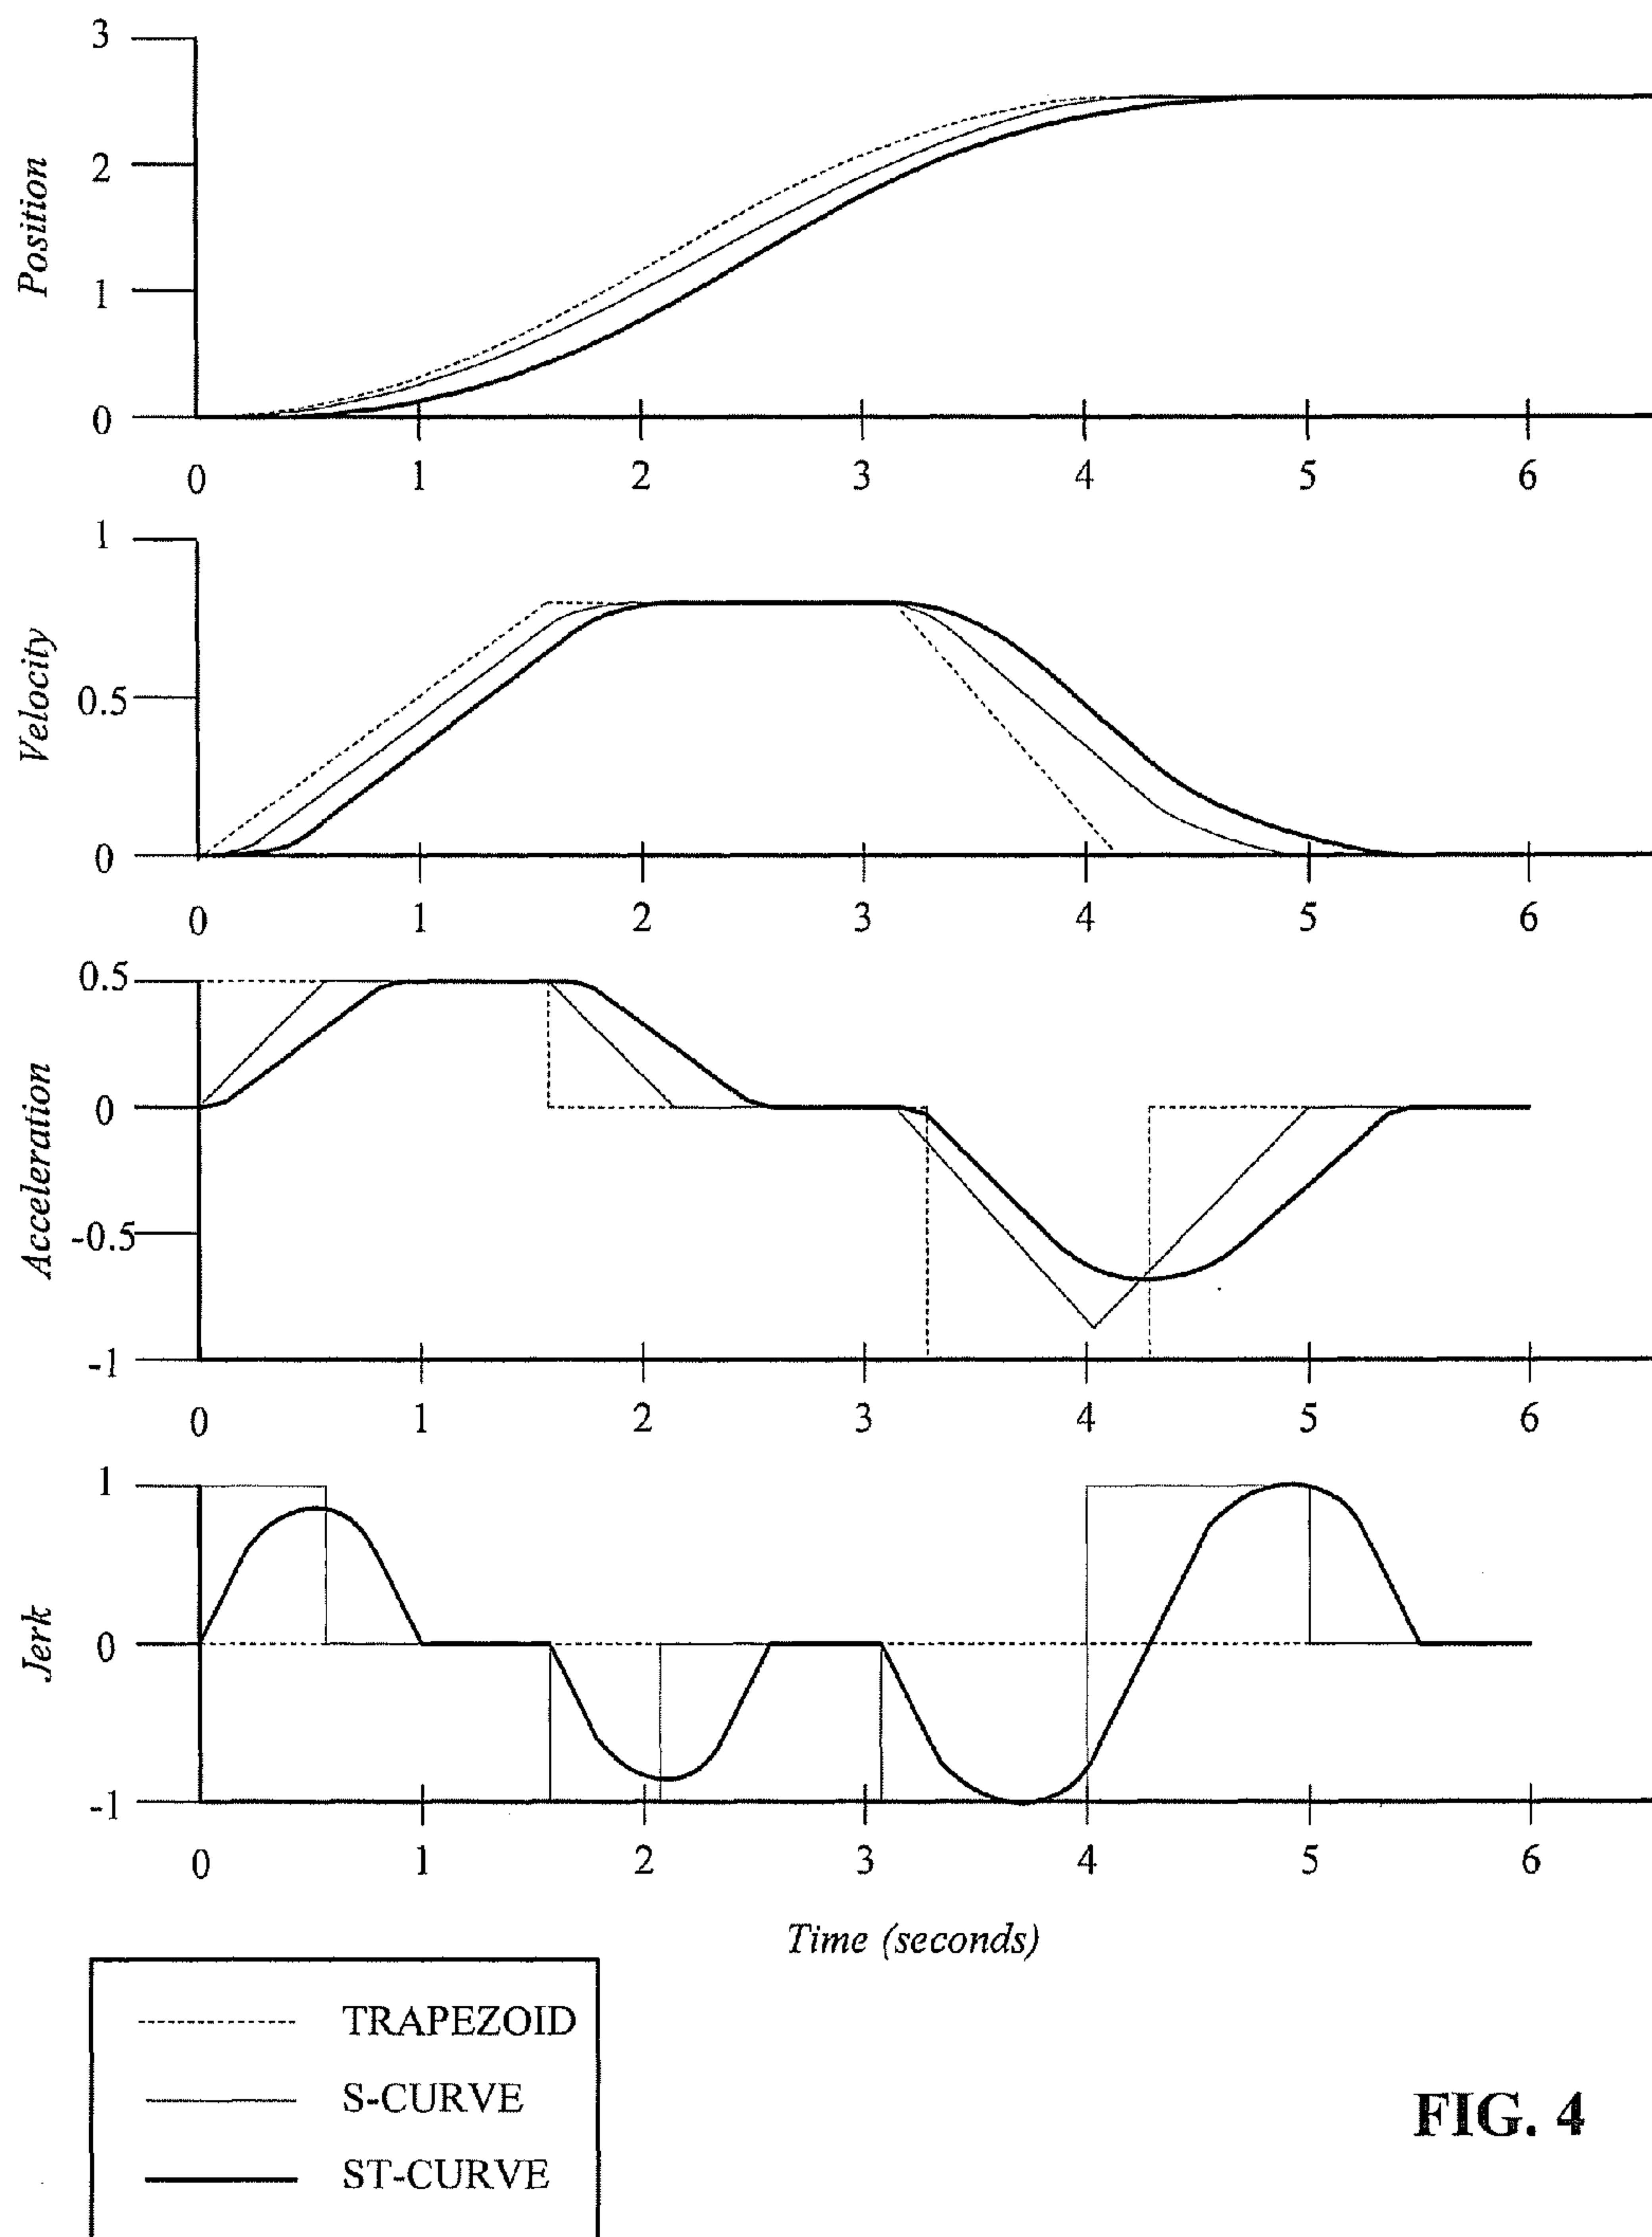 3
2
1
0
Position
0 1 2 3 4 5 6
1
0.5
0
Velocity
0 1 2 3 4 5 6
0.5
0
-0.5
-1
Acceleration
0 1 2 3 4 5 6
1
0
-1
Jerk
0 1 2 3 4 5 6
Time (seconds)
TRAPEZOID
S-CURVE
ST-CURVE
FIG. 4